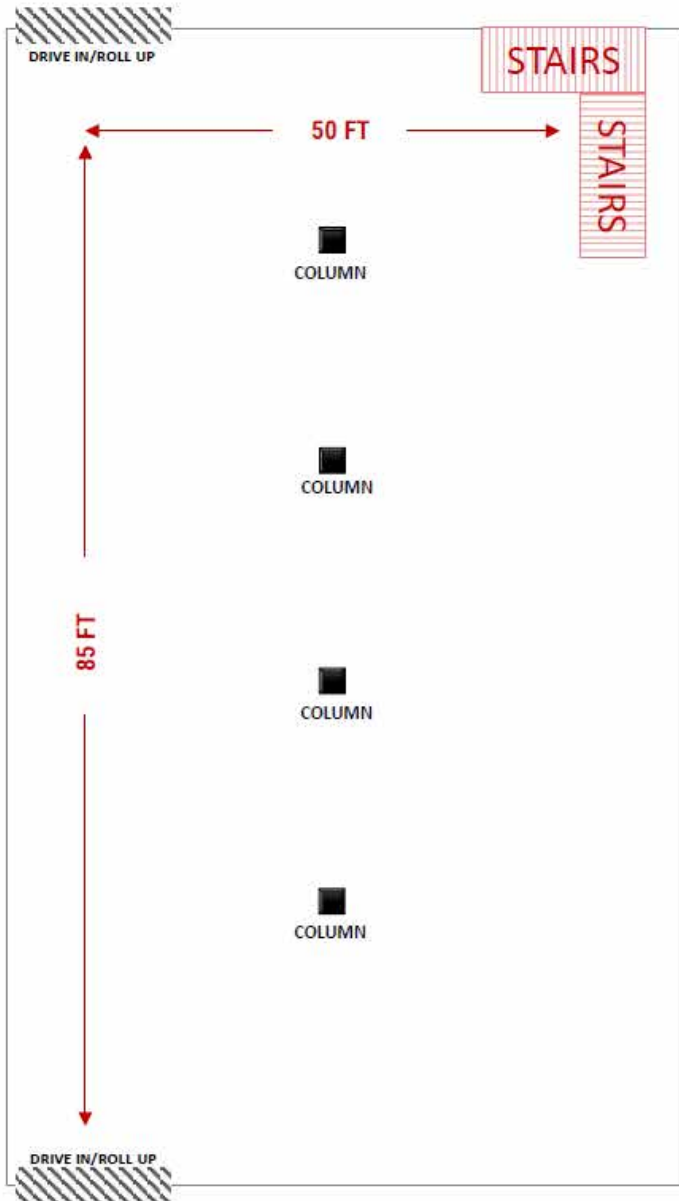 DRIVE IN/ROLL UP
STAIRS
50 FT
STAIRS
COLUMN
COLUMN
85 FT
COLUMN
COLUMN
DRIVE IN/ROLL UP